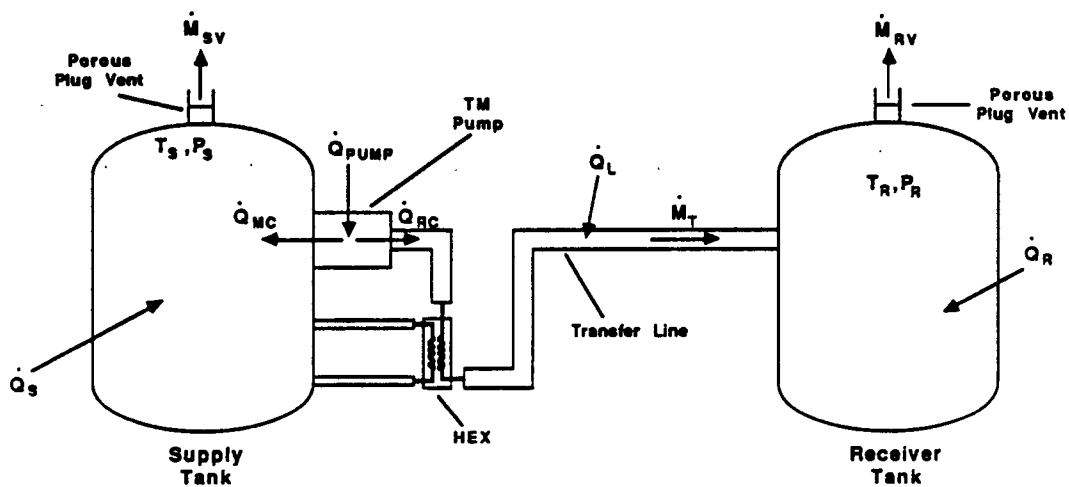 Ṁ_SV
Porous
Plug Vent
T_S, P_S
TM
Pump
Q̇_PUMP
Q̇_MC
Q̇_RC
Q̇_S
HEX
Supply
Tank
Q̇_L
Ṁ_T
Transfer Line
Ṁ_RV
Porous
Plug Vent
T_R, P_R
Q̇_R
Receiver
Tank